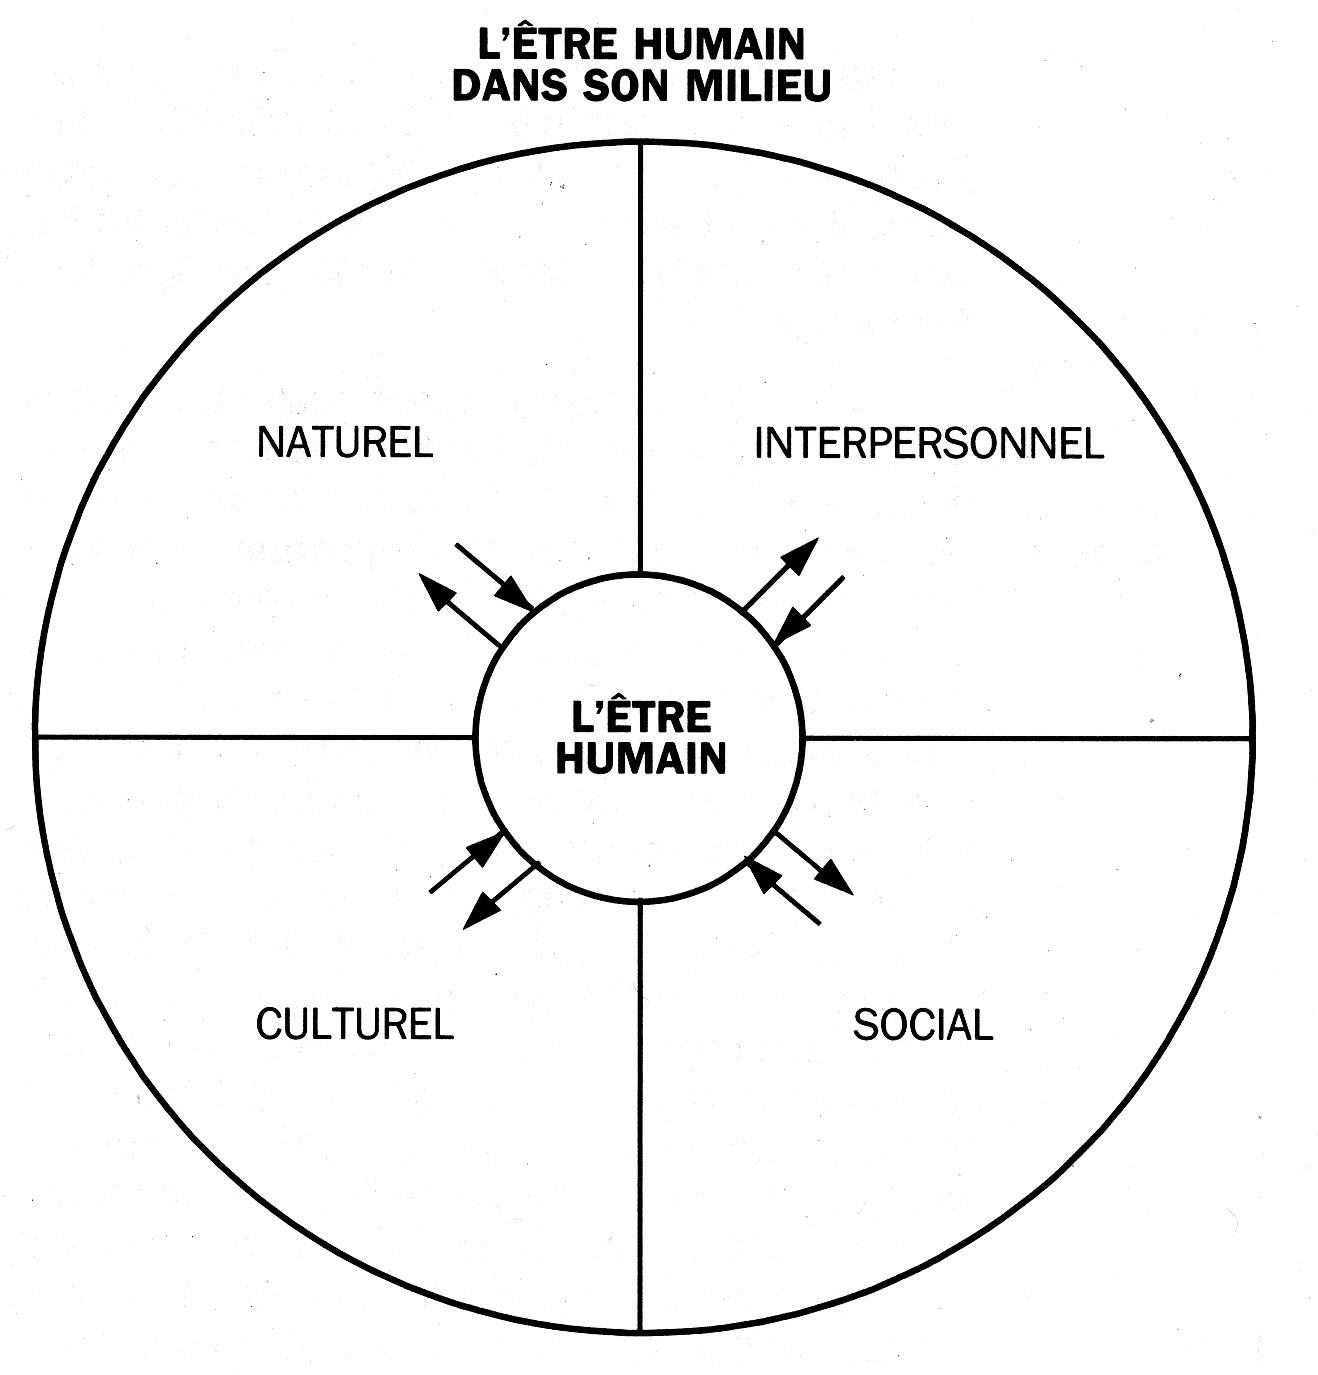 L'ÊTRE HUMAIN
DANS SON MILIEU
NATUREL
INTERPERSONNEL
L'ÊTRE
HUMAIN
CULTUREL
SOCIAL